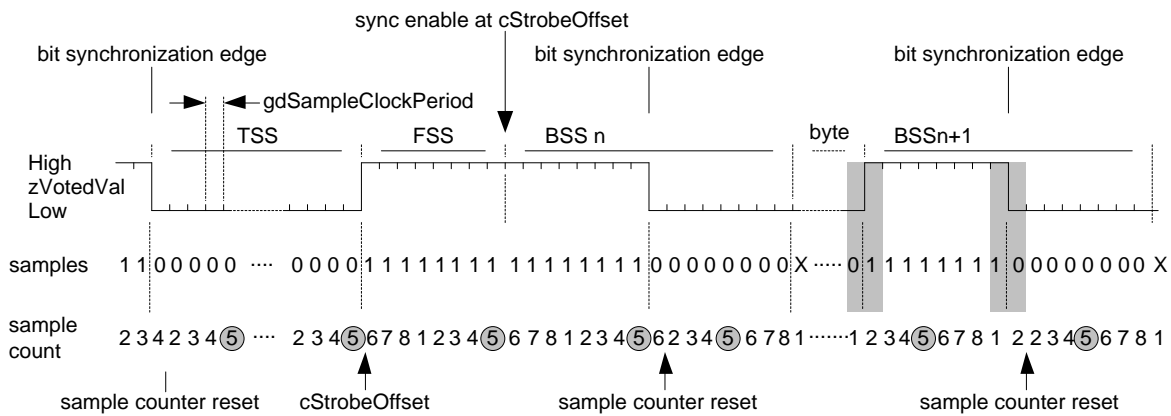 sync enable at cStrobeOffset
bit synchronization edge
bit synchronization edge
bit synchronization edge
gdSampleClockPeriod
TSS
FSS
BSS n
byte
BSSn+1
High
zVotedVal
Low
samples
1 1 0 0 0 0 0 ···· 0 0 0 0 1 1 1 1 1 1 1 1 1 1 1 1 1 1 1 1 0 0 0 0 0 0 0 0 X ····· 0 1 1 1 1 1 1 1 1 0 0 0 0 0 0 0 0 X
sample
count
2 3 4 2 3 4 5 ···· 2 3 4 5 6 7 8 1 2 3 4 5 6 7 8 1 2 3 4 5 6 2 3 4 5 6 7 8 1 ······· 1 2 3 4 5 6 7 8 1 2 2 3 4 5 6 7 8 1
sample counter reset
cStrobeOffset
sample counter reset
sample counter reset